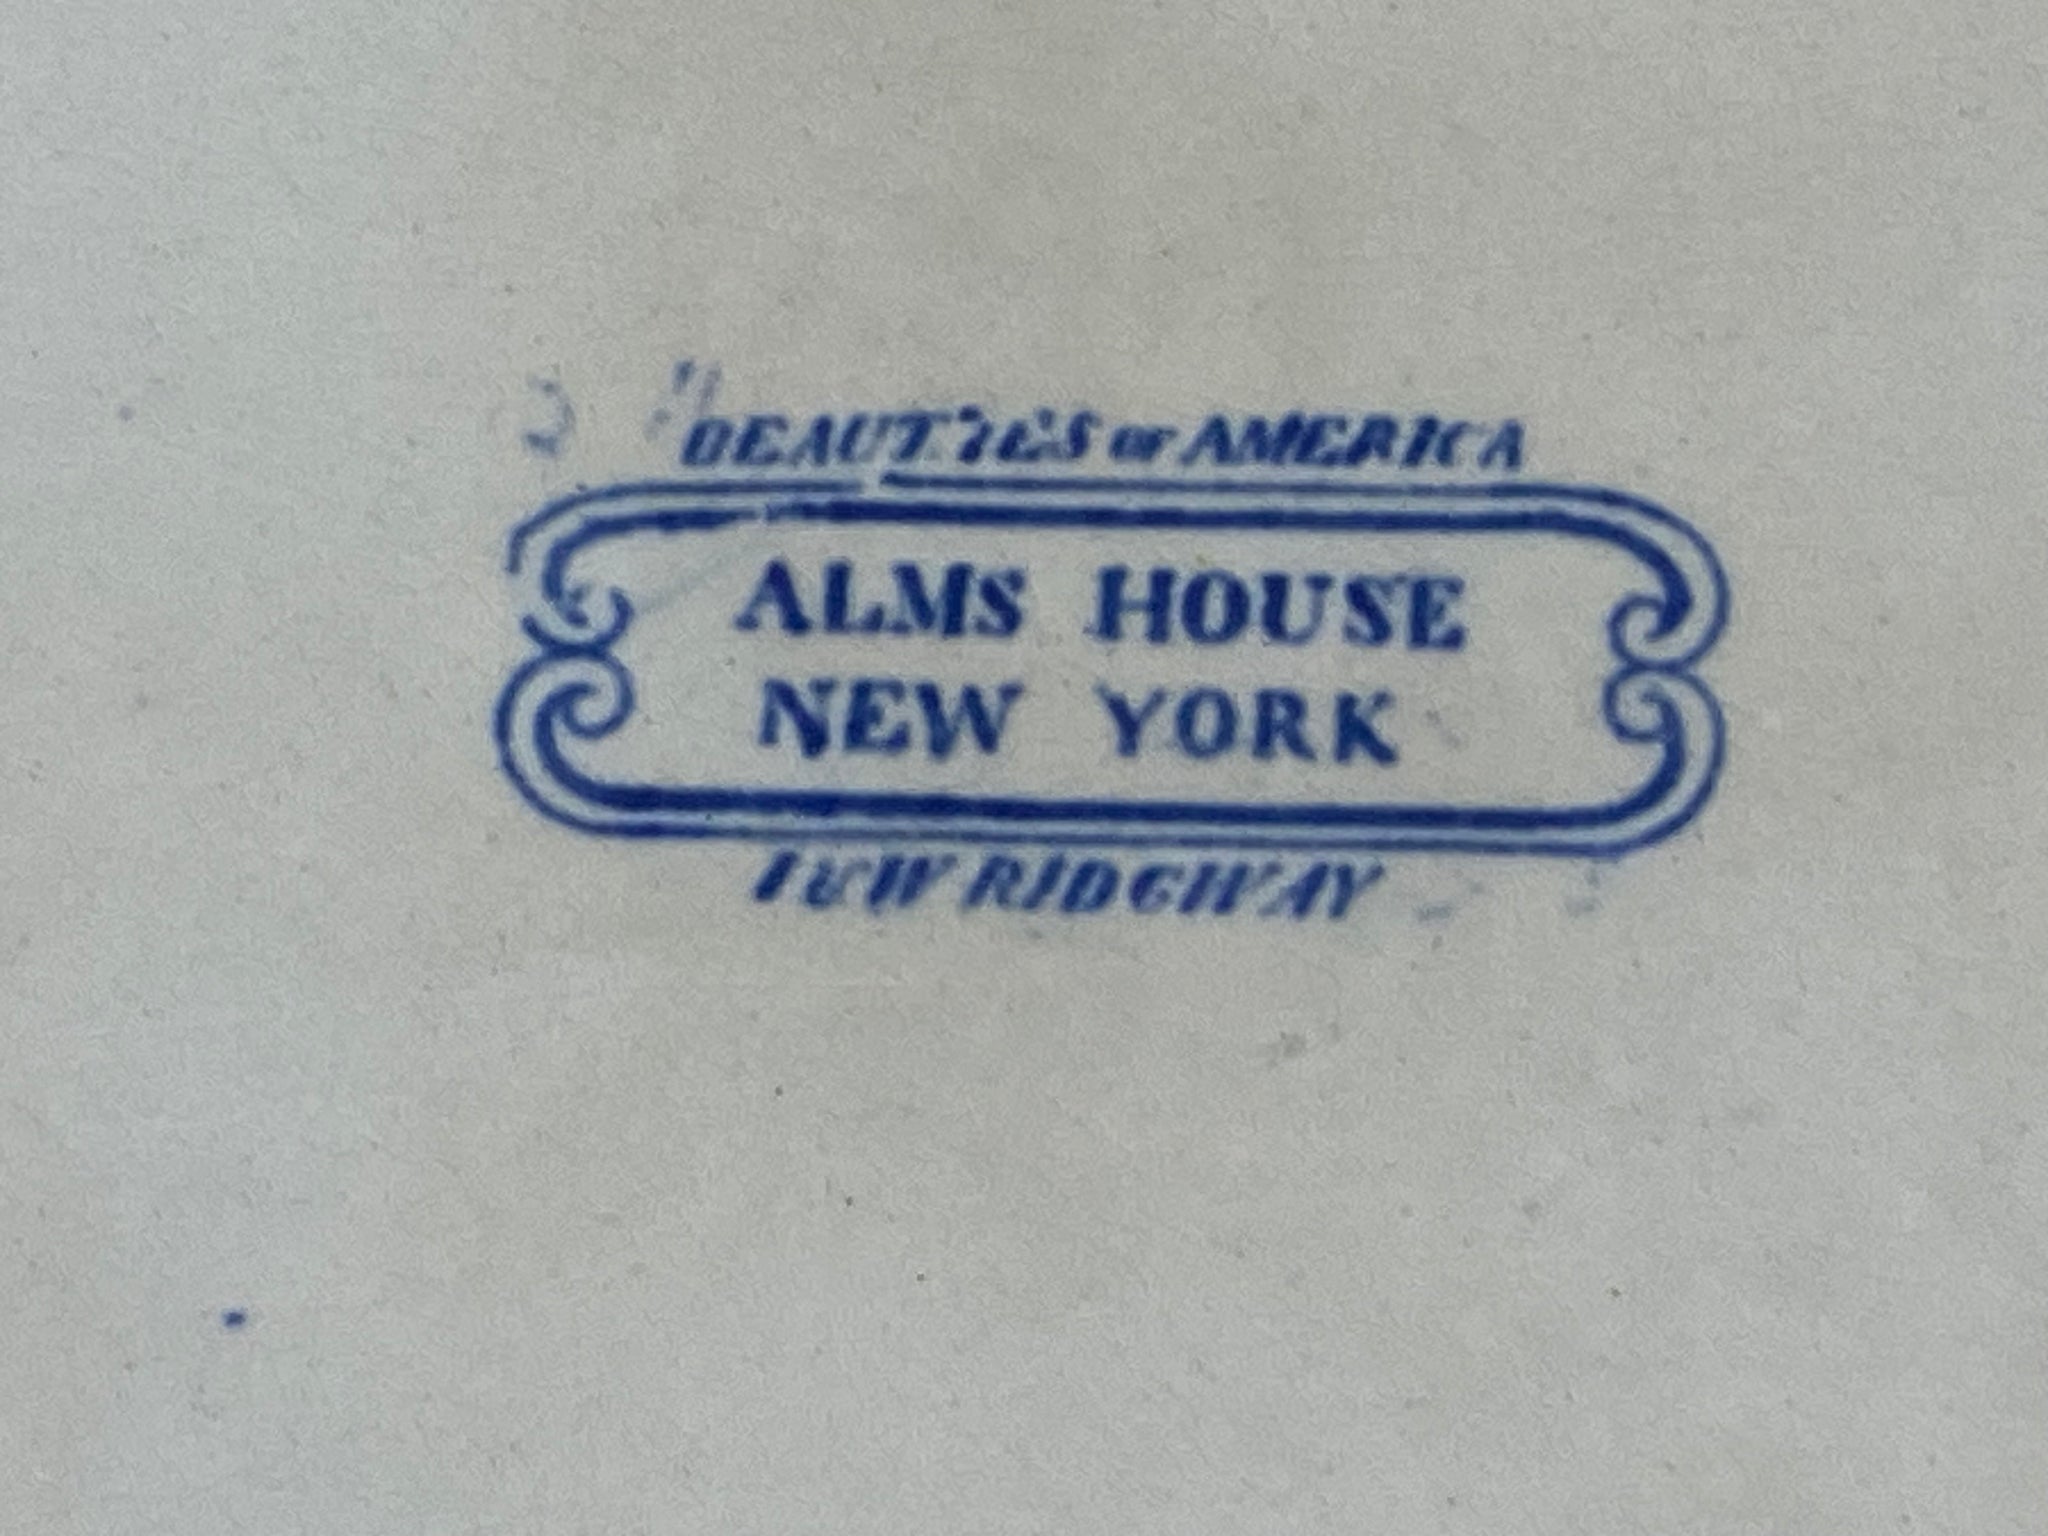 BEAUTIES OF AMERICA
ALMS HOUSE
NEW YORK
J & W RIDGWAY